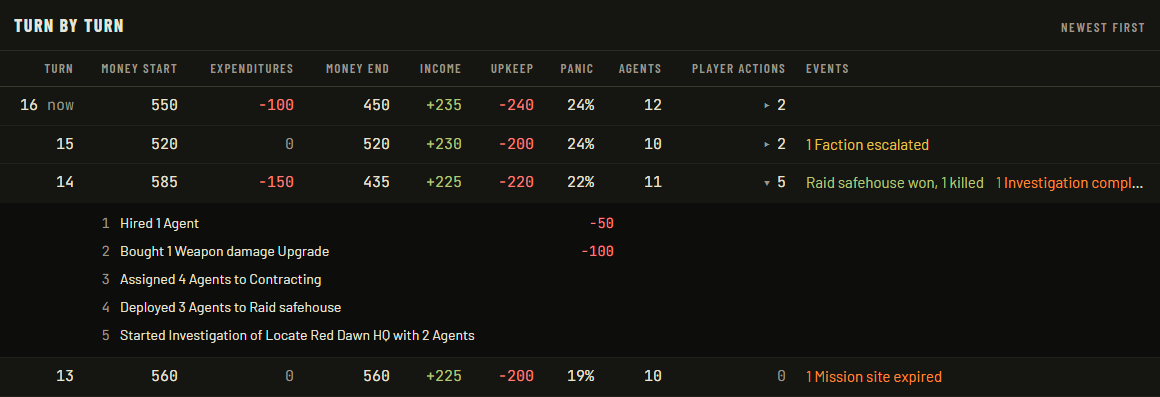 TURN BY TURN NEWEST FIRST
TURN MONEY START EXPENDITURES MONEY END INCOME UPKEEP PANIC AGENTS PLAYER ACTIONS EVENTS
16 now 550 -100 450 +235 -240 24% 12 ▸ 2
15 520 0 520 +230 -200 24% 10 ▸ 2 1 Faction escalated
14 585 -150 435 +225 -220 22% 11 ▾ 5 Raid safehouse won, 1 killed 1 Investigation compl...
1 Hired 1 Agent -50
2 Bought 1 Weapon damage Upgrade -100
3 Assigned 4 Agents to Contracting
4 Deployed 3 Agents to Raid safehouse
5 Started Investigation of Locate Red Dawn HQ with 2 Agents
13 560 0 560 +225 -200 19% 10 0 1 Mission site expired